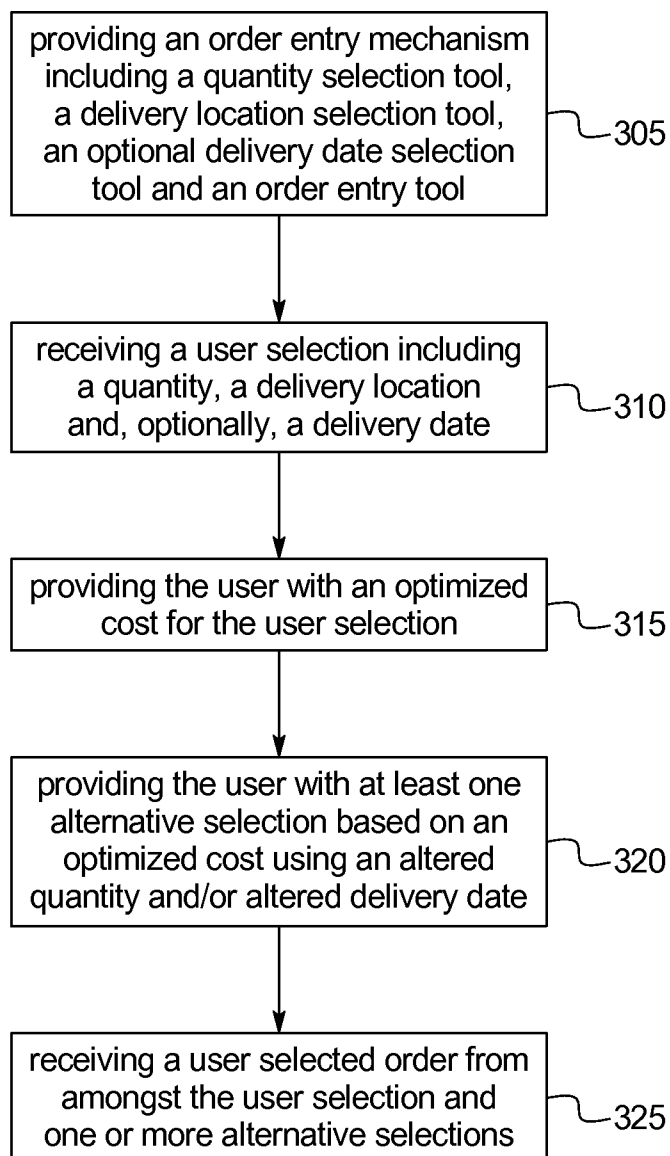 providing an order entry mechanism
including a quantity selection tool,
a delivery location selection tool,
an optional delivery date selection
tool and an order entry tool
305
receiving a user selection including
a quantity, a delivery location
and, optionally, a delivery date
310
providing the user with an optimized
cost for the user selection
315
providing the user with at least one
alternative selection based on an
optimized cost using an altered
quantity and/or altered delivery date
320
receiving a user selected order from
amongst the user selection and
one or more alternative selections
325